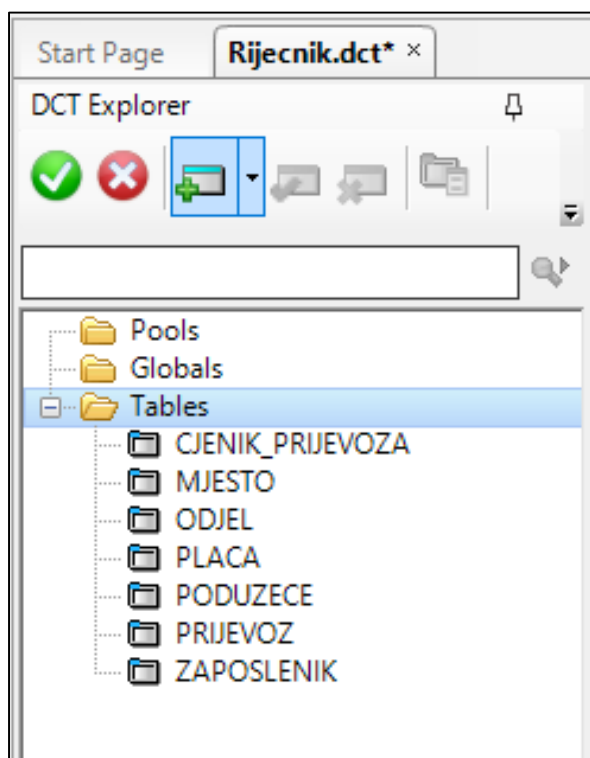 Start Page Rijecnik.dct* ×
DCT Explorer
Pools
Globals
Tables
CJENIK_PRIJEVOZA
MJESTO
ODJEL
PLACA
PODUZECE
PRIJEVOZ
ZAPOSLENIK